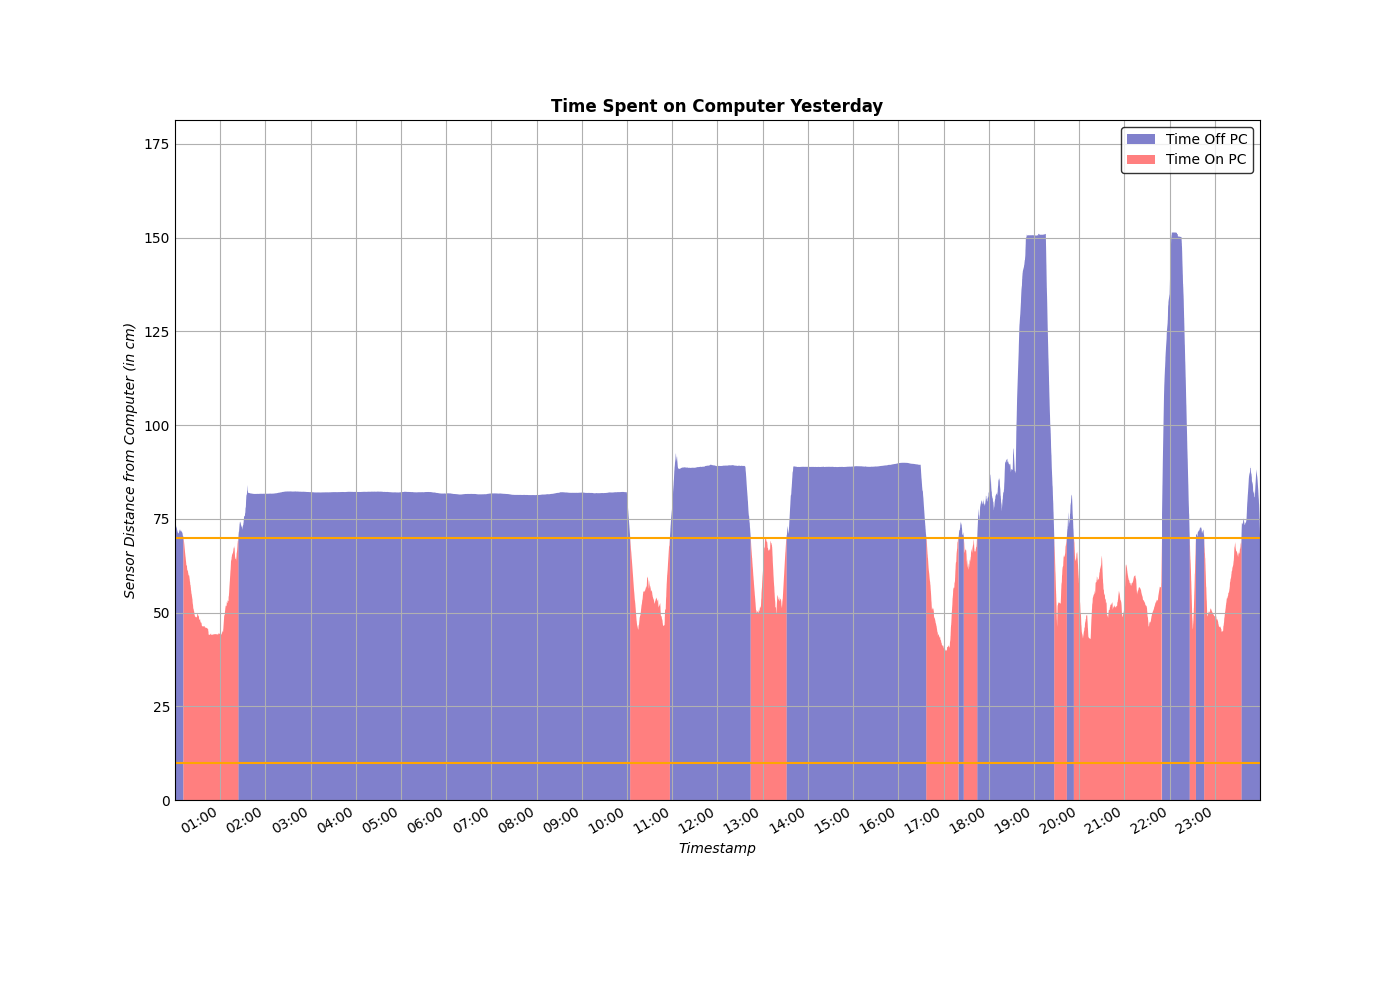 Time Spent on Computer Yesterday
Time Off PC
Time On PC
175
150
125
100
75
50
25
0
Sensor Distance from Computer (in cm)
01:00 02:00 03:00 04:00 05:00 06:00 07:00 08:00 09:00 10:00 11:00 12:00 13:00 14:00 15:00 16:00 17:00 18:00 19:00 20:00 21:00 22:00 23:00
Timestamp